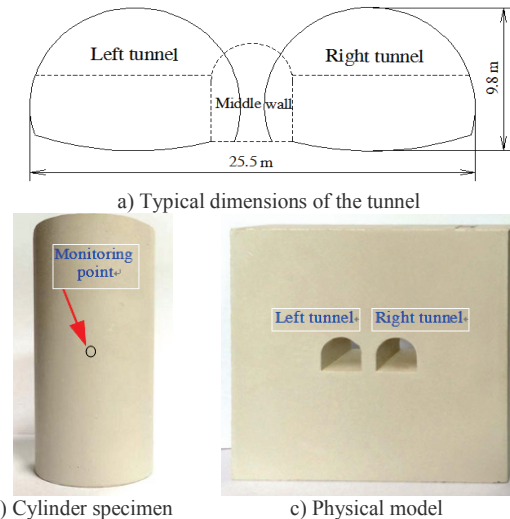 Left tunnel
Right tunnel
Middle wall
9.8 m
25.5 m
a) Typical dimensions of the tunnel
Monitoring
point
Left tunnel
Right tunnel
) Cylinder specimen
c) Physical model